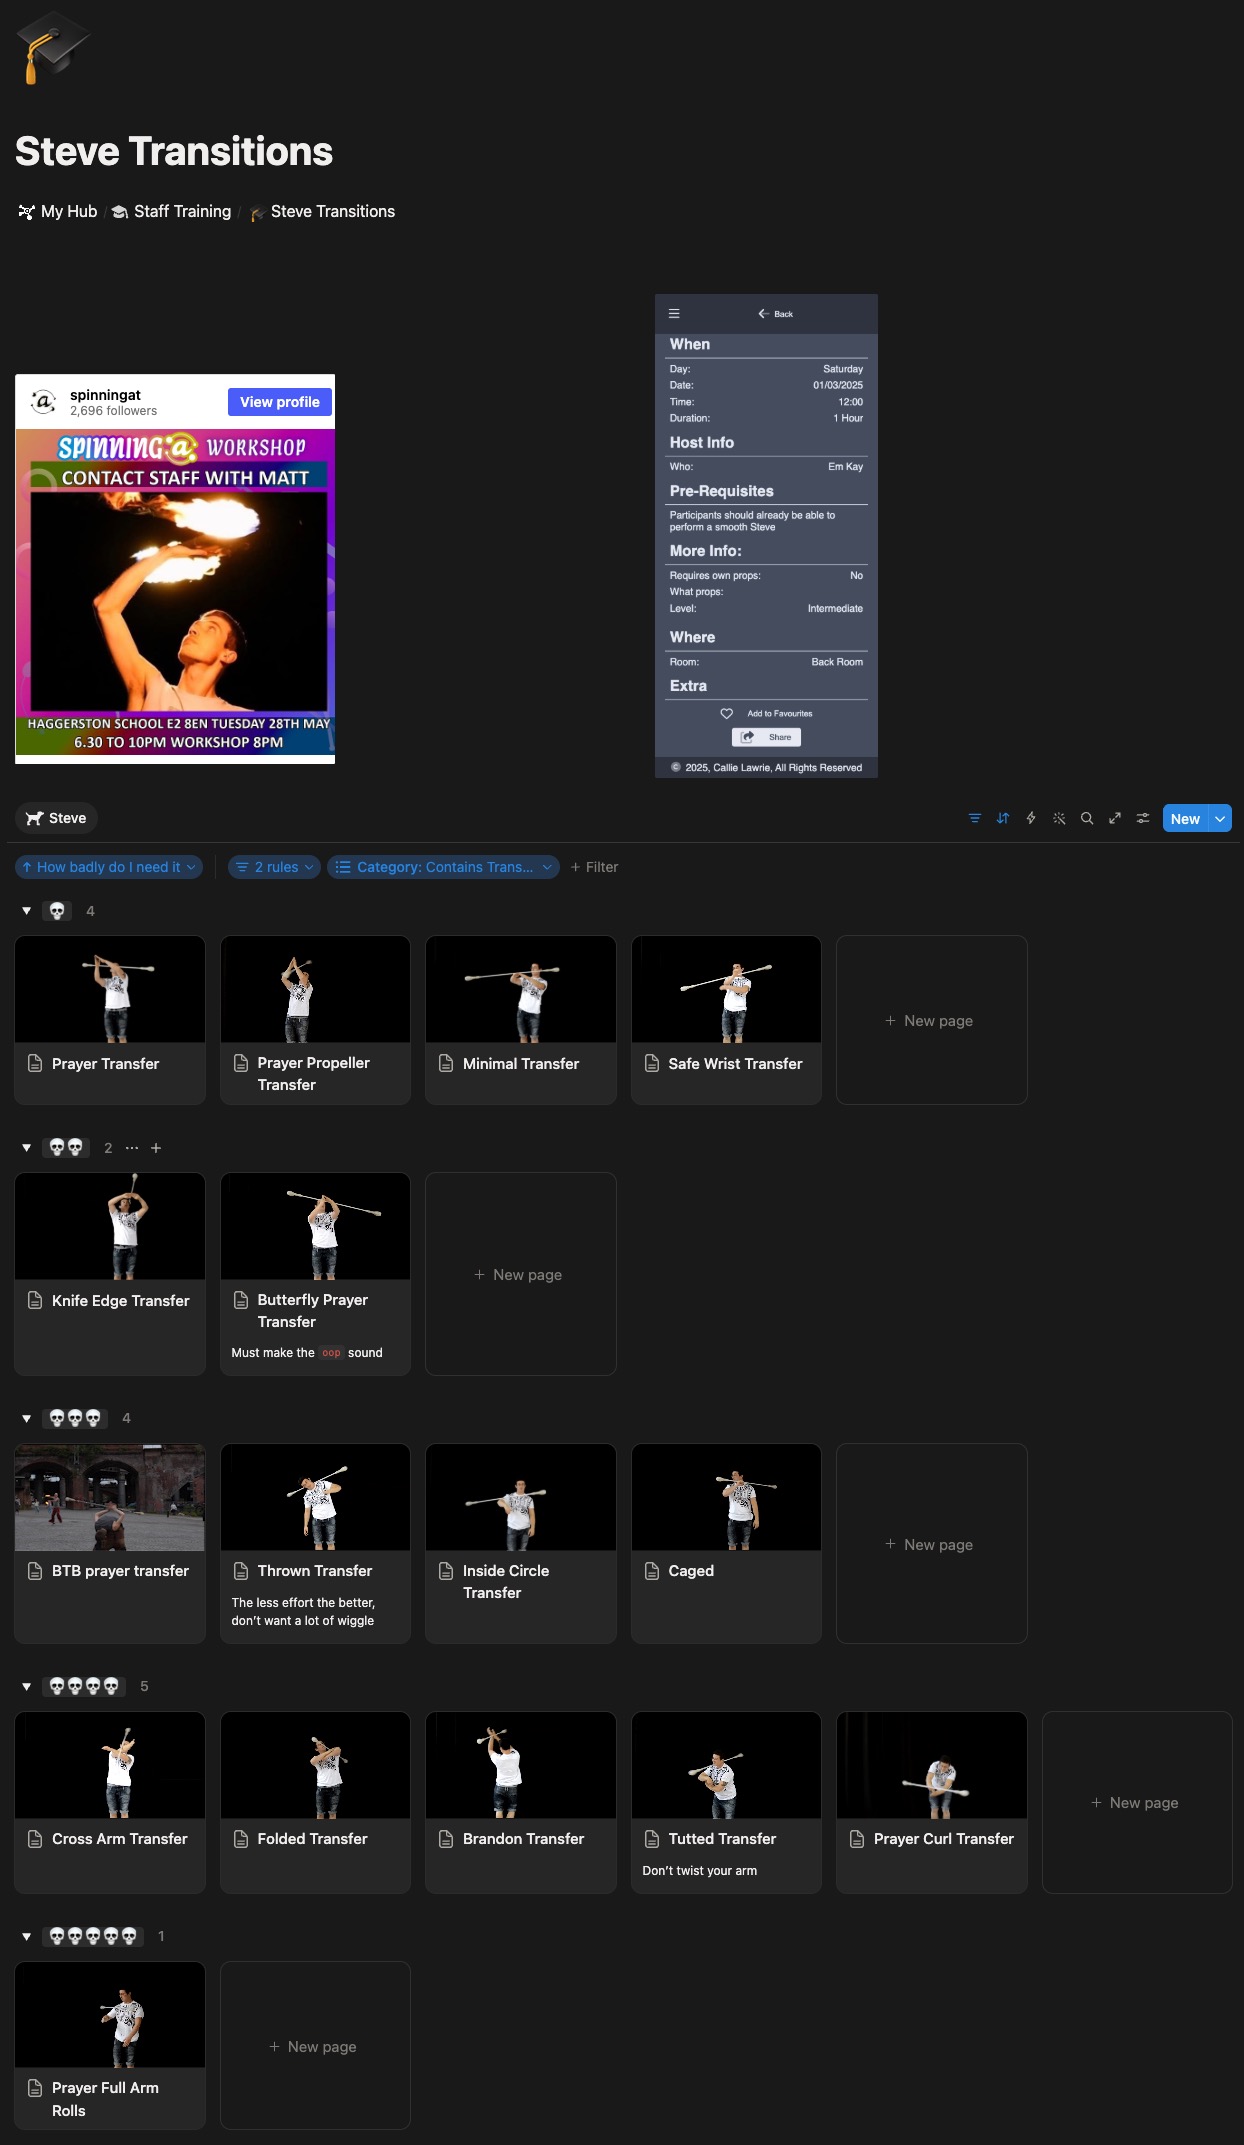 Steve Transitions
My Hub / Staff Training / Steve Transitions
spinningat
2,696 followers
View profile
SPINNING@ WORKSHOP
CONTACT STAFF WITH MATT
HAGGERSTON SCHOOL E2 8EN TUESDAY 28TH MAY
6.30 TO 10PM WORKSHOP 8PM
Back
When
Day: Saturday
Date: 01/03/2025
Time: 12:00
Duration: 1 Hour
Host Info
Who: Em Kay
Pre-Requisites
Participants should already be able to
perform a smooth Steve
More Info:
Requires own props: No
What props:
Level: Intermediate
Where
Room: Back Room
Extra
Add to Favourites
Share
© 2025, Callie Lawrie, All Rights Reserved
Steve
New
↑ How badly do I need it
2 rules
Category: Contains Trans...
+ Filter
💀 4
Prayer Transfer
Prayer Propeller
Transfer
Minimal Transfer
Safe Wrist Transfer
+ New page
💀💀 2 ... +
Knife Edge Transfer
Butterfly Prayer
Transfer
Must make the oop sound
+ New page
💀💀💀 4
BTB prayer transfer
Thrown Transfer
The less effort the better,
don't want a lot of wiggle
Inside Circle
Transfer
Caged
+ New page
💀💀💀💀 5
Cross Arm Transfer
Folded Transfer
Brandon Transfer
Tutted Transfer
Don't twist your arm
Prayer Curl Transfer
+ New page
💀💀💀💀💀 1
Prayer Full Arm
Rolls
+ New page